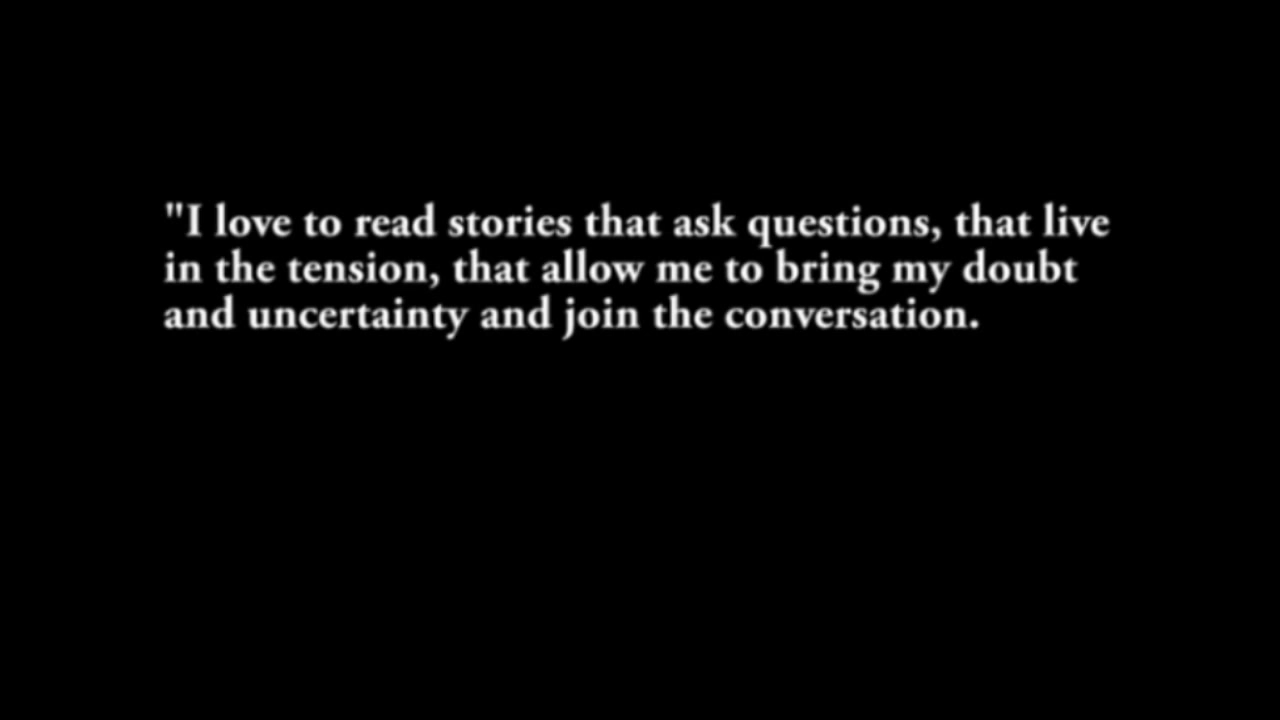 "I love to read stories that ask questions, that live
in the tension, that allow me to bring my doubt
and uncertainty and join the conversation.